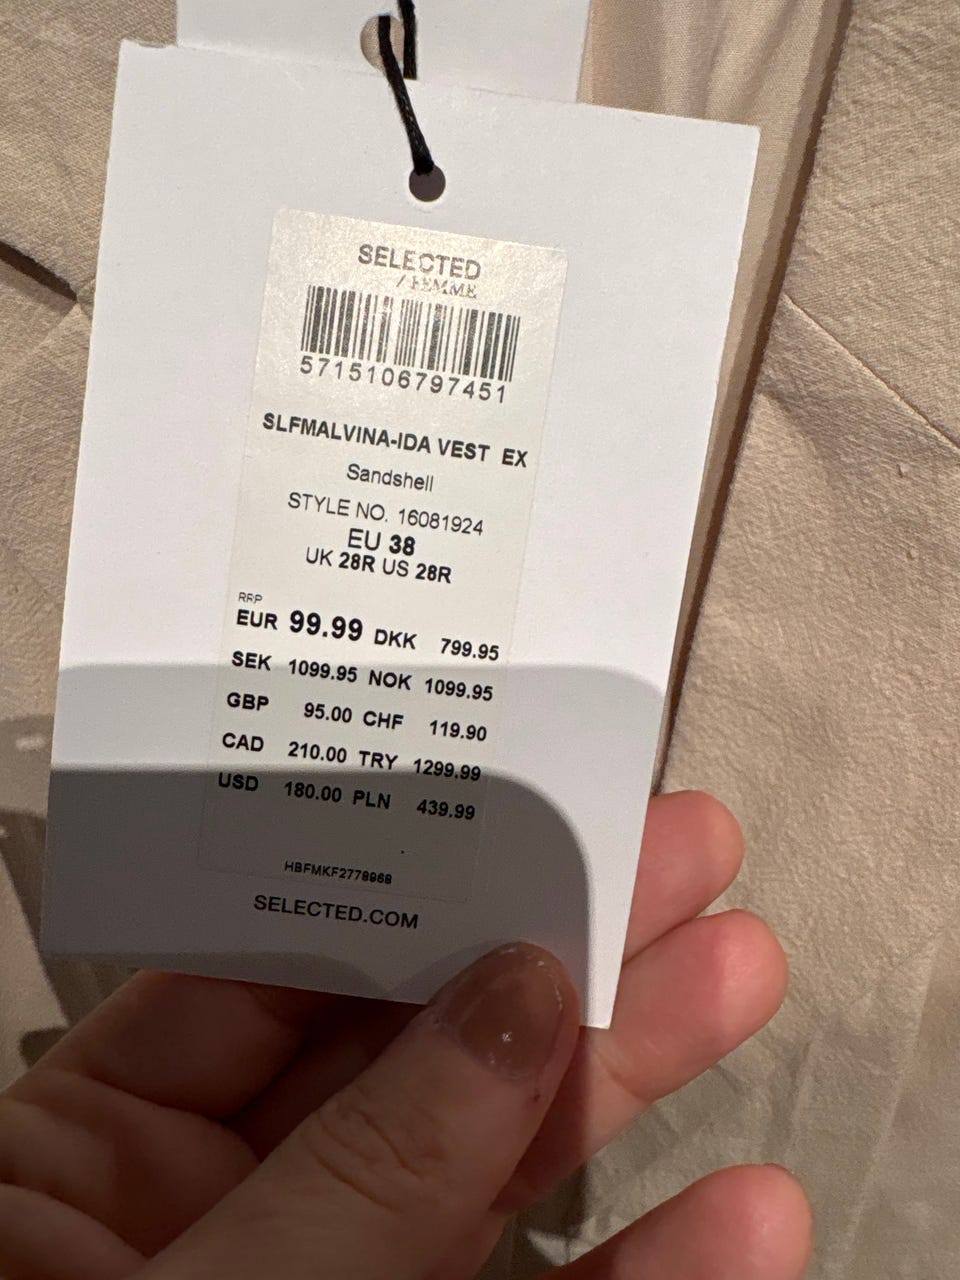 SELECTED
/ FEMME
5715106797451
SLFMALVINA-IDA VEST EX
Sandshell
STYLE NO. 16081924
EU 38
UK 28R US 28R
RRP
EUR 99.99 DKK 799.95
SEK 1099.95 NOK 1099.95
GBP 95.00 CHF 119.90
CAD 210.00 TRY 1299.99
USD 180.00 PLN 439.99
HBFMKF2778968
SELECTED.COM